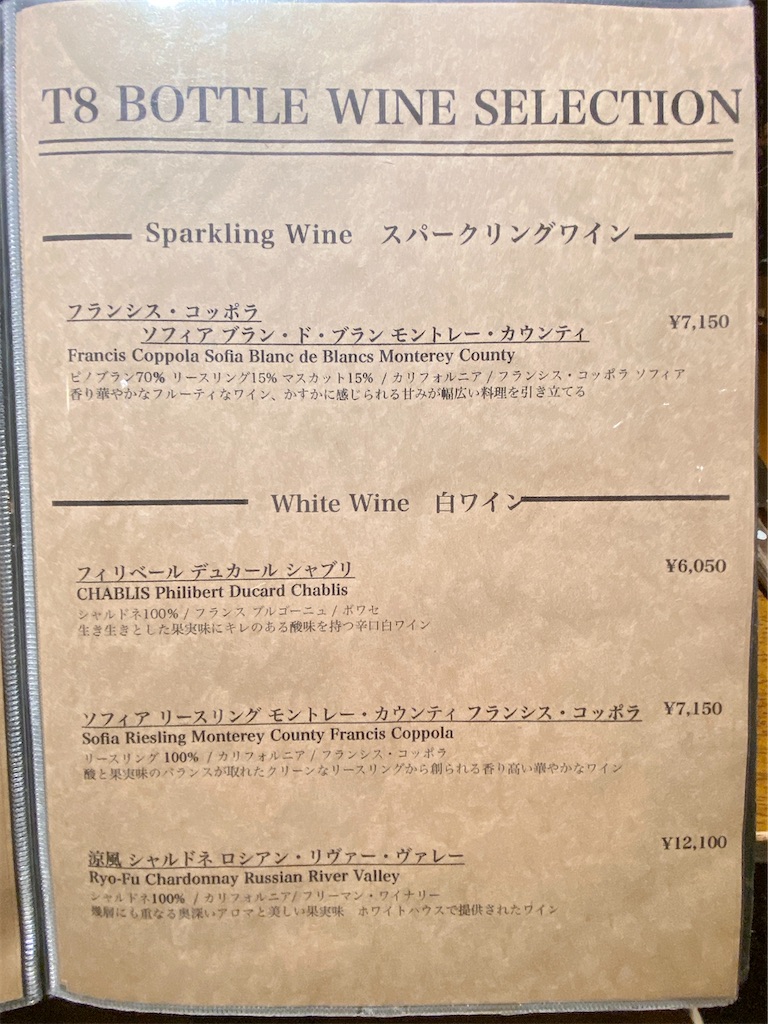 T8 BOTTLE WINE SELECTION
Sparkling Wine スパークリングワイン
フランシス・コッポラ
ソフィア ブラン・ド・ブラン モントレー・カウンティ ¥7,150
Francis Coppola Sofia Blanc de Blancs Monterey County
ピノブラン70% リースリング15% マスカット15% / カリフォルニア / フランシス・コッポラ ソフィア
香り華やかなフルーティなワイン、かすかに感じられる甘みが幅広い料理を引き立てる
White Wine 白ワイン
フィリベール デュカール シャブリ ¥6,050
CHABLIS Philibert Ducard Chablis
シャルドネ100% / フランス ブルゴーニュ / ボワセ
生き生きとした果実味にキレのある酸味を持つ辛口白ワイン
ソフィア リースリング モントレー・カウンティ フランシス・コッポラ ¥7,150
Sofia Riesling Monterey County Francis Coppola
リースリング 100% / カリフォルニア / フランシス・コッポラ
酸と果実味のバランスが取れたクリーンなリースリングから創られる香り高い華やかなワイン
涼風 シャルドネ ロシアン・リヴァー・ヴァレー ¥12,100
Ryo-Fu Chardonnay Russian River Valley
シャルドネ100% / カリフォルニア/ フリーマン・ワイナリー
幾層にも重なる奥深いアロマと美しい果実味 ホワイトハウスで提供されたワイン